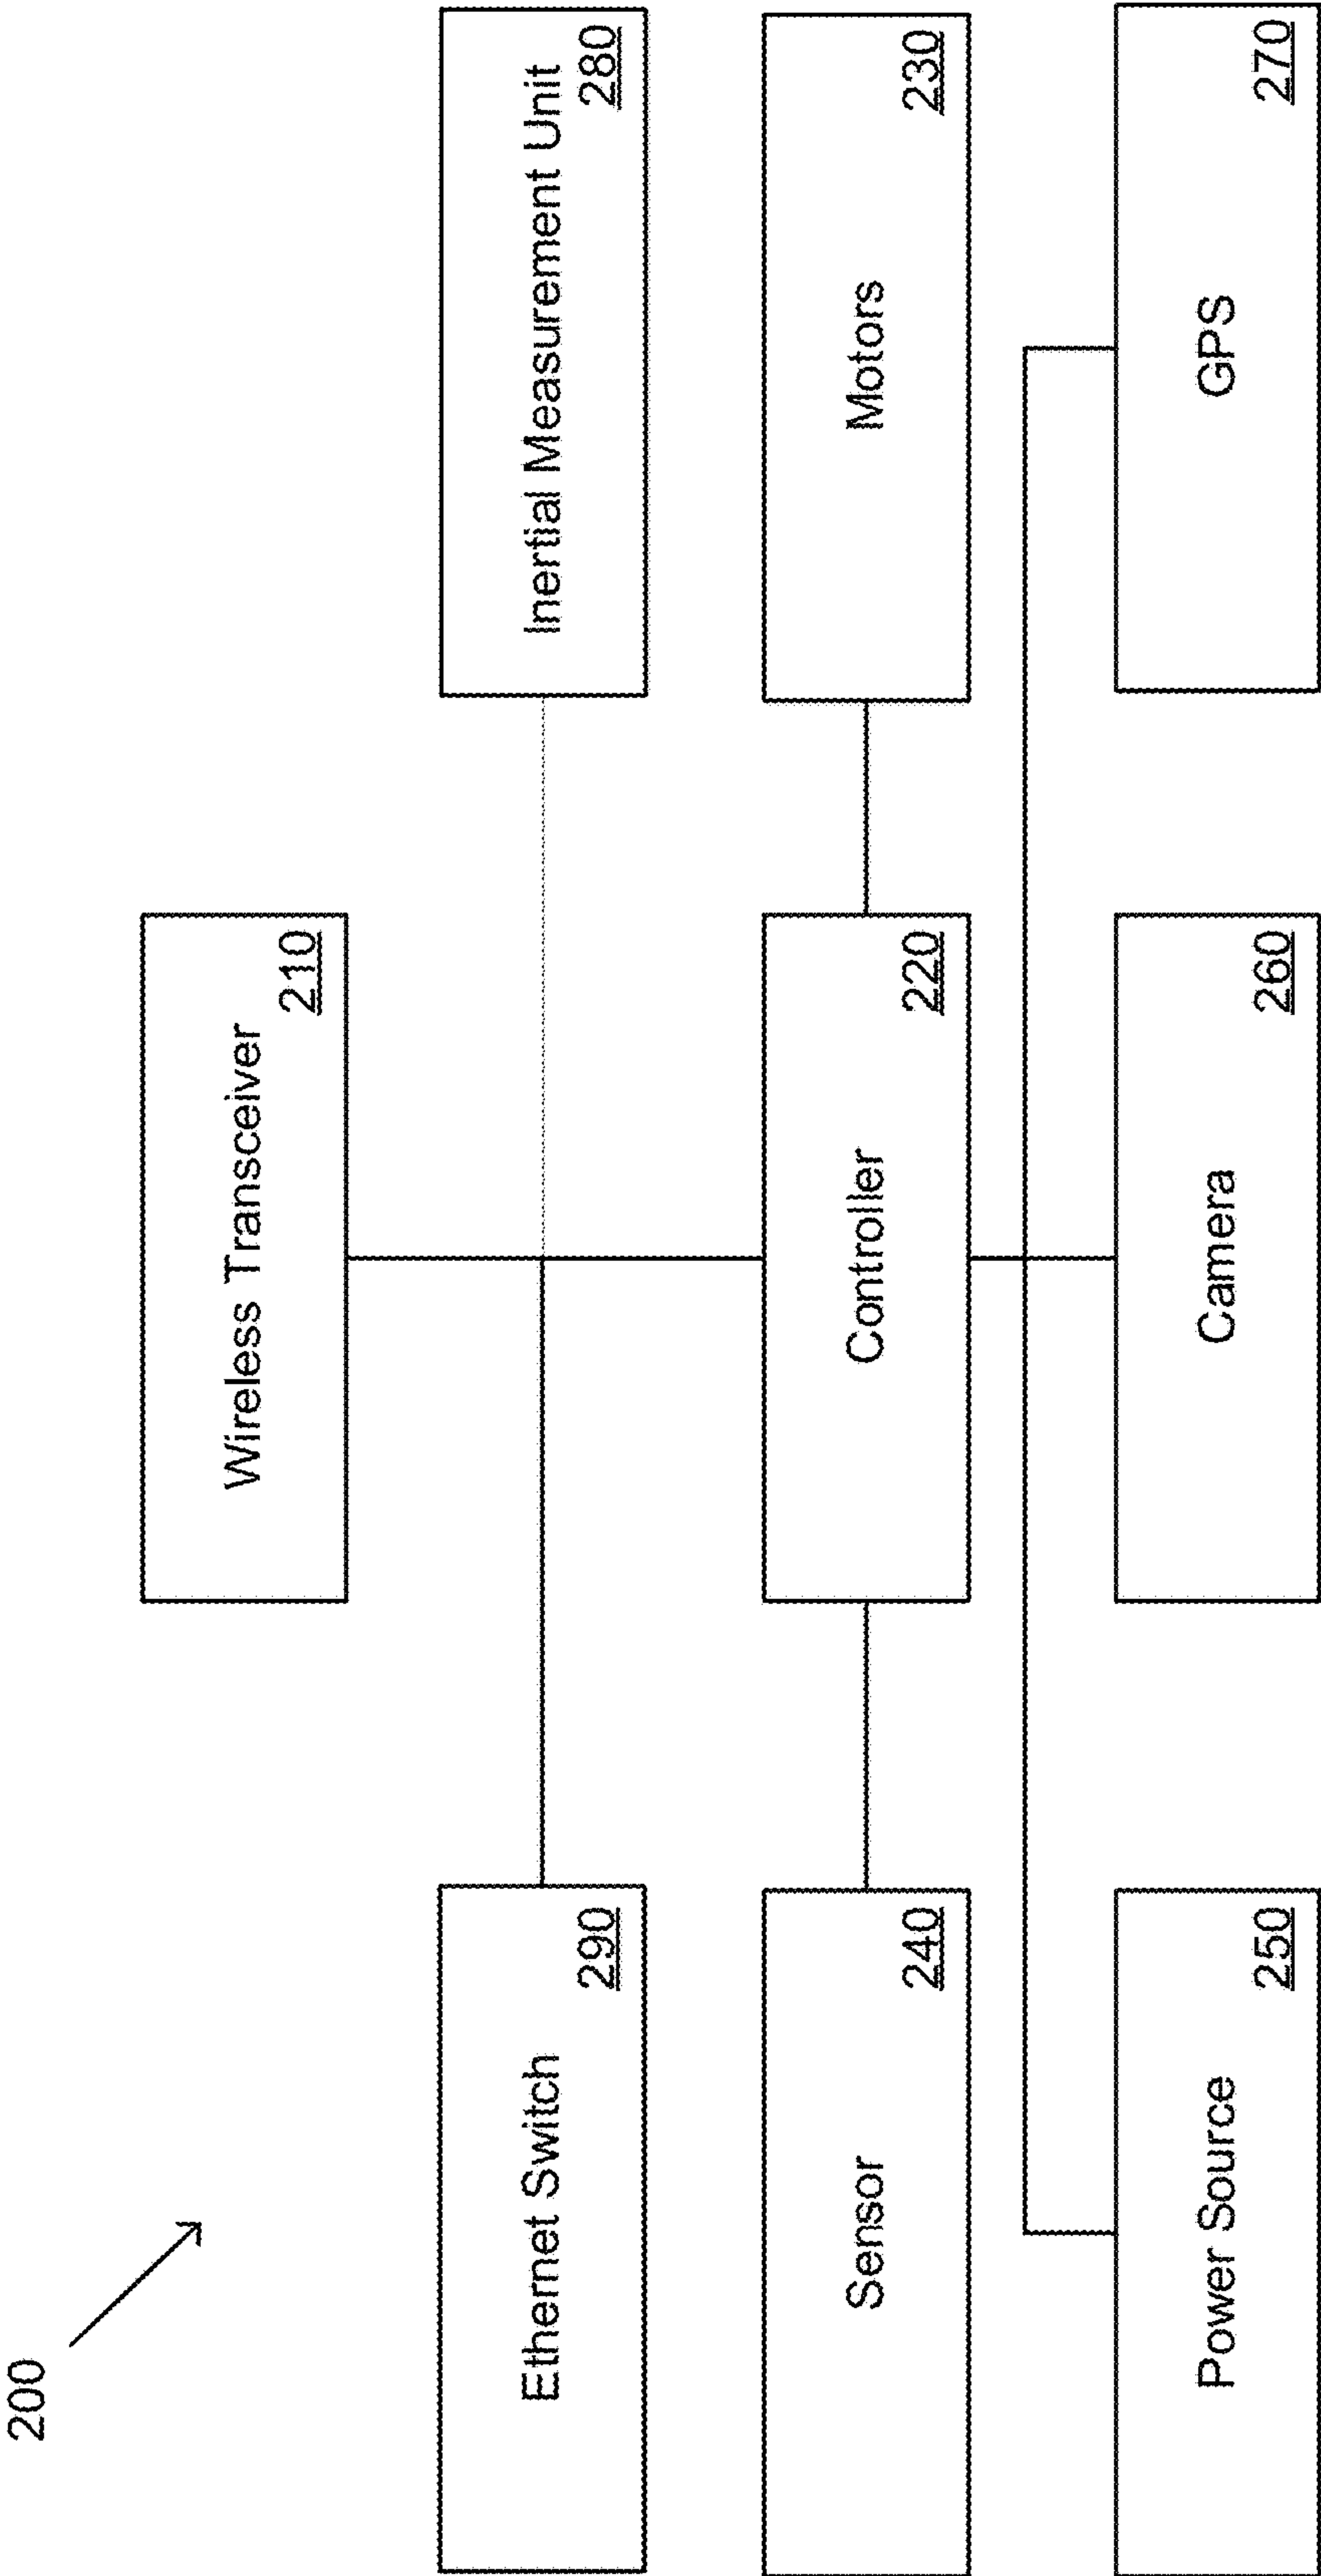 200
Wireless Transceiver
210
Ethernet Switch
290
Inertial Measurement Unit
280
Sensor
240
Controller
220
Motors
230
Power Source
250
Camera
260
GPS
270